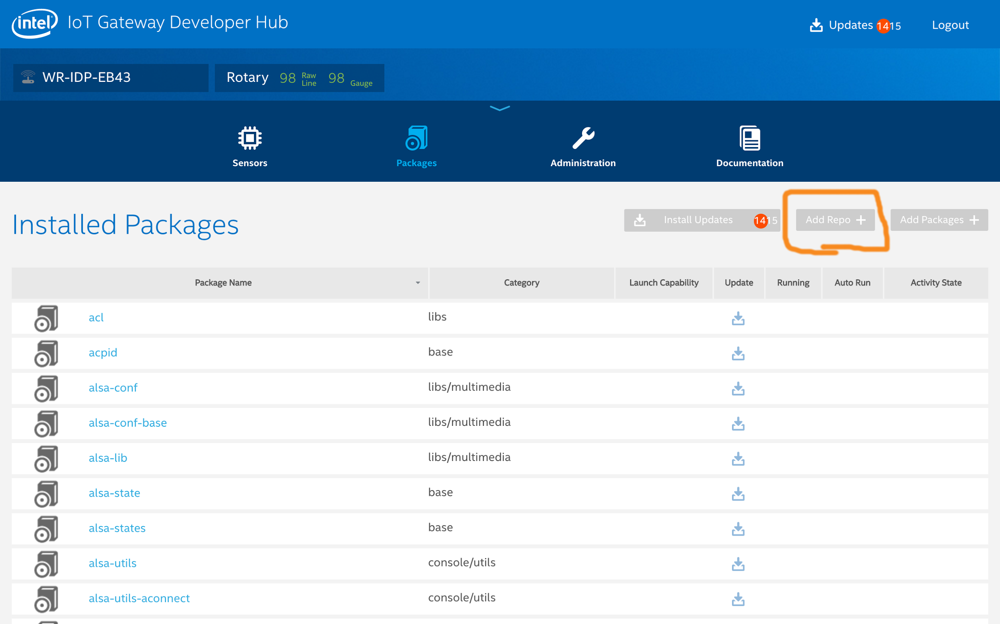 intel IoT Gateway Developer Hub Updates 1415 Logout
WR-IDP-EB43 Rotary 98 Raw Line 98 Gauge
Sensors Packages Administration Documentation
Installed Packages Install Updates 1415 Add Repo + Add Packages +
Package Name Category Launch Capability Update Running Auto Run Activity State
acl libs
acpid base
alsa-conf libs/multimedia
alsa-conf-base libs/multimedia
alsa-lib libs/multimedia
alsa-state base
alsa-states base
alsa-utils console/utils
alsa-utils-aconnect console/utils